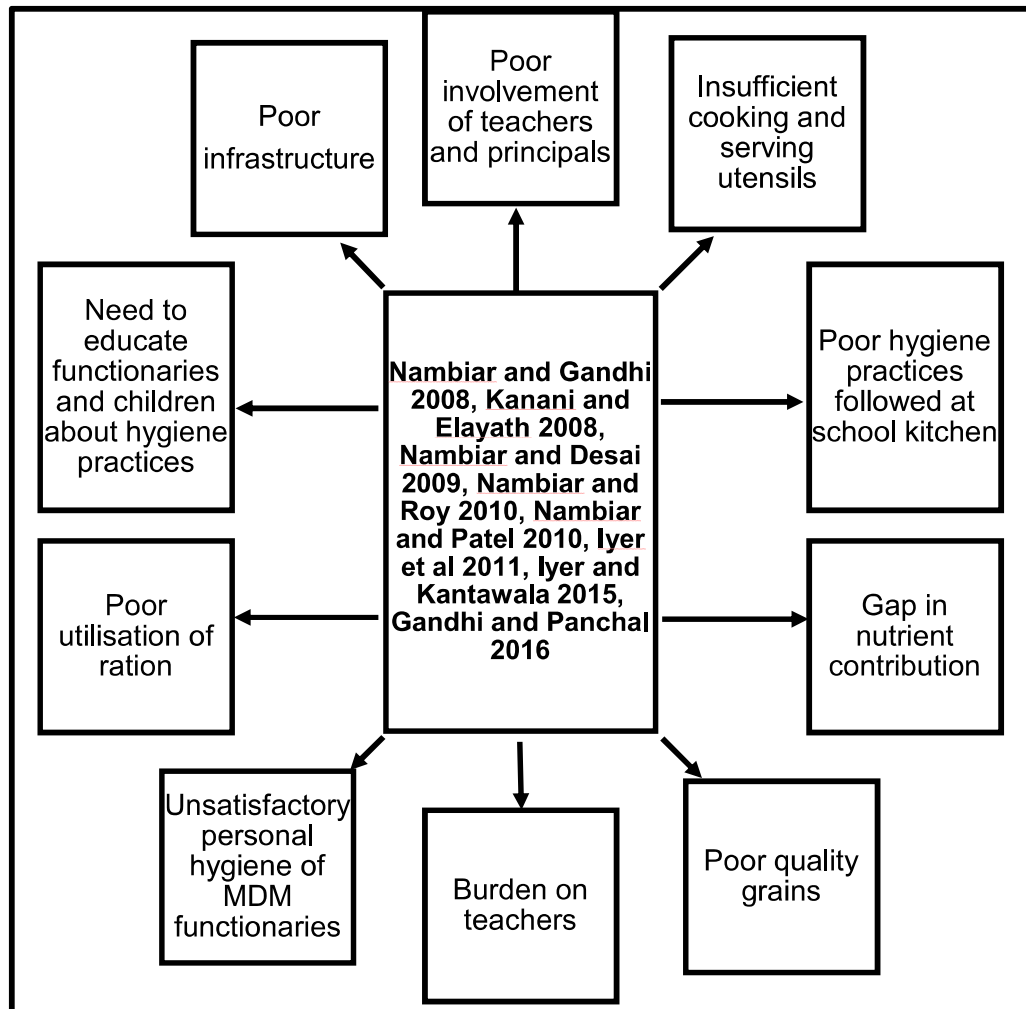 Poor
infrastructure
Poor
involvement
of teachers
and principals
Insufficient
cooking and
serving
utensils
Need to
educate
functionaries
and children
about hygiene
practices
Nambiar and Gandhi
2008, Kanani and
Elayath 2008,
Nambiar and Desai
2009, Nambiar and
Roy 2010, Nambiar
and Patel 2010, Iyer
et al 2011, Iyer and
Kantawala 2015,
Gandhi and Panchal
2016
Poor hygiene
practices
followed at
school kitchen
Poor
utilisation of
ration
Gap in
nutrient
contribution
Unsatisfactory
personal
hygiene of
MDM
functionaries
Burden on
teachers
Poor quality
grains